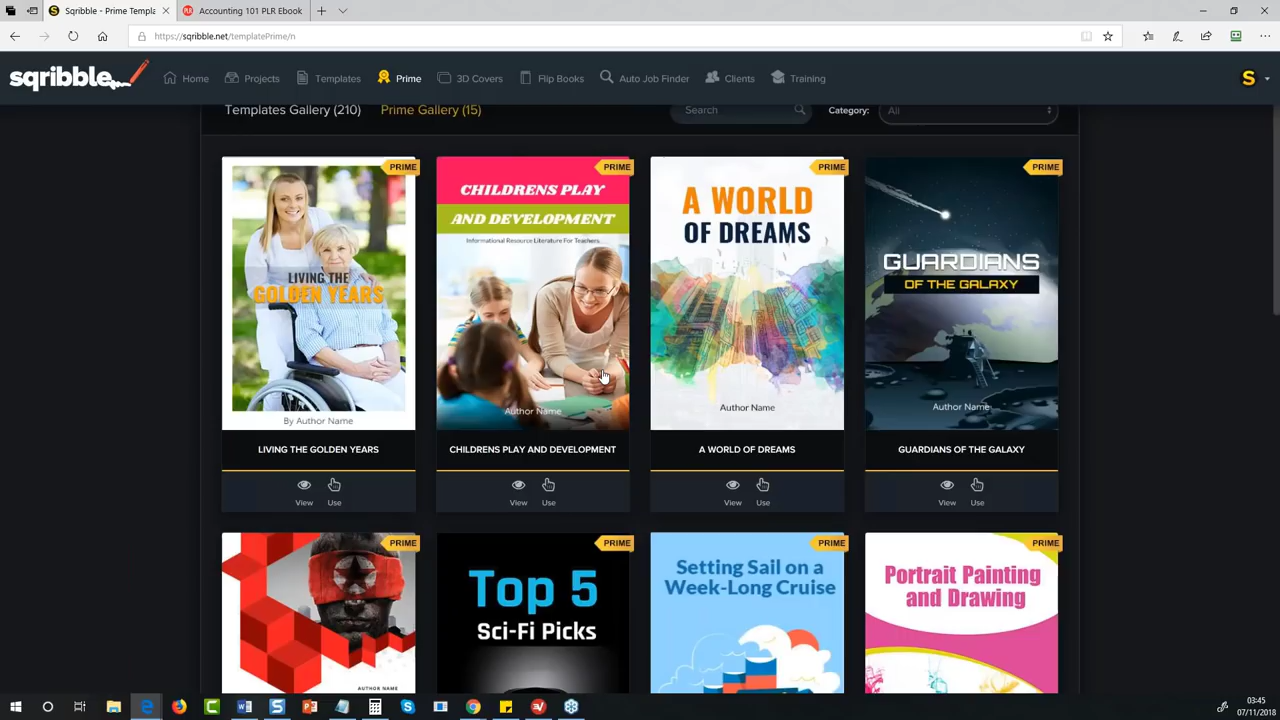 Sqribble - Prime Templa
Accounting 101 PLR Ebook
https://sqribble.net/templatePrime/n
sqribble
Home
Projects
Templates
Prime
3D Covers
Flip Books
Auto Job Finder
Clients
Training
S
Templates Gallery (210)
Prime Gallery (15)
Search
Category:
All
PRIME
LIVING THE
GOLDEN YEARS
By Author Name
LIVING THE GOLDEN YEARS
View
Use
PRIME
CHILDRENS PLAY
AND DEVELOPMENT
Informational Resource Literature For Teachers
Author Name
CHILDRENS PLAY AND DEVELOPMENT
View
Use
PRIME
A WORLD
OF DREAMS
Author Name
A WORLD OF DREAMS
View
Use
PRIME
GUARDIANS
OF THE GALAXY
Author Name
GUARDIANS OF THE GALAXY
View
Use
PRIME
AUTHOR NAME
PRIME
Top 5
Sci-Fi Picks
PRIME
Setting Sail on a
Week-Long Cruise
PRIME
Portrait Painting
and Drawing
03:45
07/11/2018